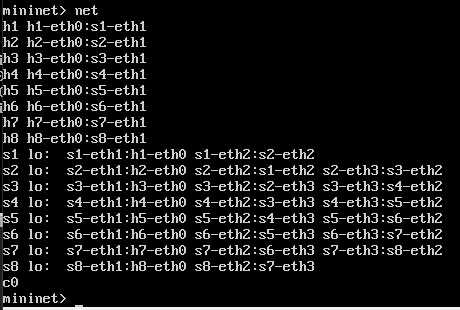 mininet> net
h1 h1-eth0:s1-eth1
h2 h2-eth0:s2-eth1
h3 h3-eth0:s3-eth1
h4 h4-eth0:s4-eth1
h5 h5-eth0:s5-eth1
h6 h6-eth0:s6-eth1
h7 h7-eth0:s7-eth1
h8 h8-eth0:s8-eth1
s1 lo:  s1-eth1:h1-eth0 s1-eth2:s2-eth2
s2 lo:  s2-eth1:h2-eth0 s2-eth2:s1-eth2 s2-eth3:s3-eth2
s3 lo:  s3-eth1:h3-eth0 s3-eth2:s2-eth3 s3-eth3:s4-eth2
s4 lo:  s4-eth1:h4-eth0 s4-eth2:s3-eth3 s4-eth3:s5-eth2
s5 lo:  s5-eth1:h5-eth0 s5-eth2:s4-eth3 s5-eth3:s6-eth2
s6 lo:  s6-eth1:h6-eth0 s6-eth2:s5-eth3 s6-eth3:s7-eth2
s7 lo:  s7-eth1:h7-eth0 s7-eth2:s6-eth3 s7-eth3:s8-eth2
s8 lo:  s8-eth1:h8-eth0 s8-eth2:s7-eth3
c0
mininet> _